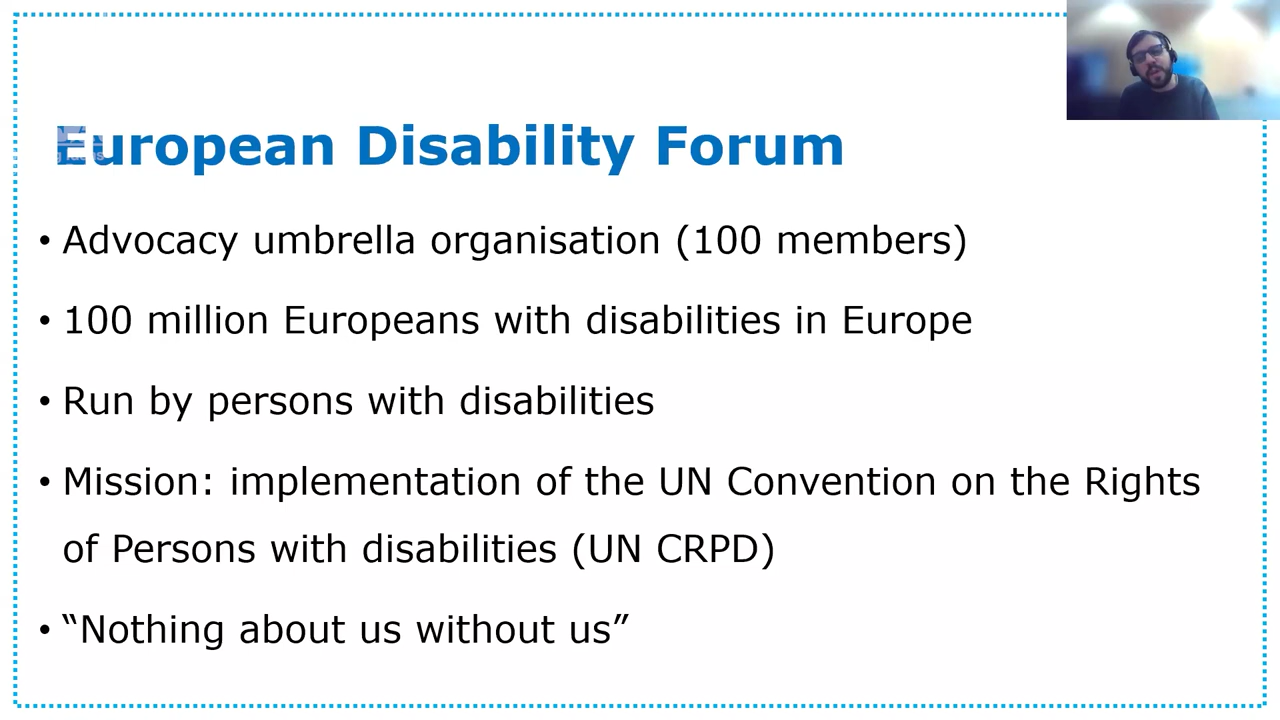 European Disability Forum
• Advocacy umbrella organisation (100 members)
• 100 million Europeans with disabilities in Europe
• Run by persons with disabilities
• Mission: implementation of the UN Convention on the Rights
of Persons with disabilities (UN CRPD)
• “Nothing about us without us”